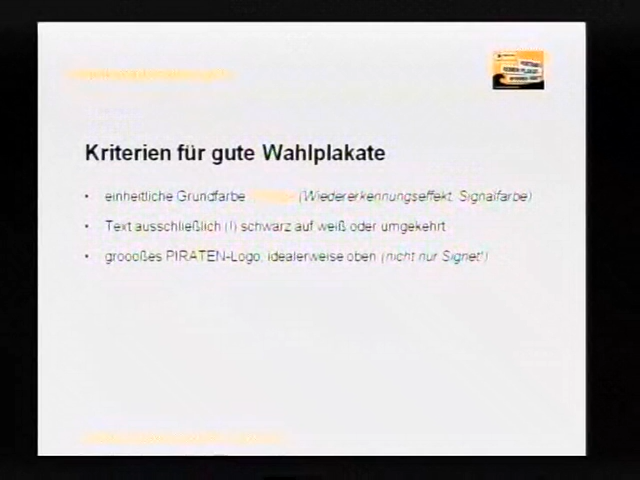 Kriterien für gute Wahlplakate
• einheitliche Grundfarbe (Wiedererkennungseffekt, Signalfarbe)
• Text ausschließlich (!) schwarz auf weiß oder umgekehrt
• groooßes PIRATEN-Logo, idealerweise oben (nicht nur Signet!)